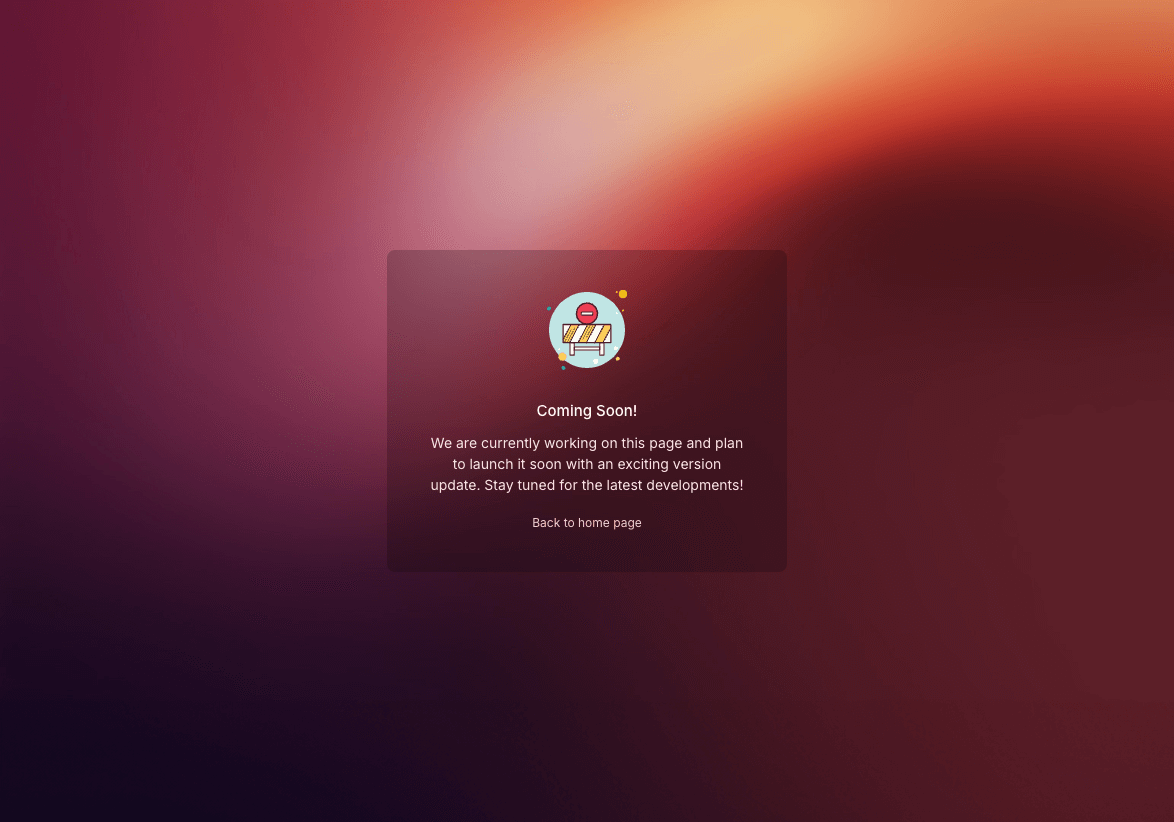 Coming Soon!
We are currently working on this page and plan
to launch it soon with an exciting version
update. Stay tuned for the latest developments!
Back to home page